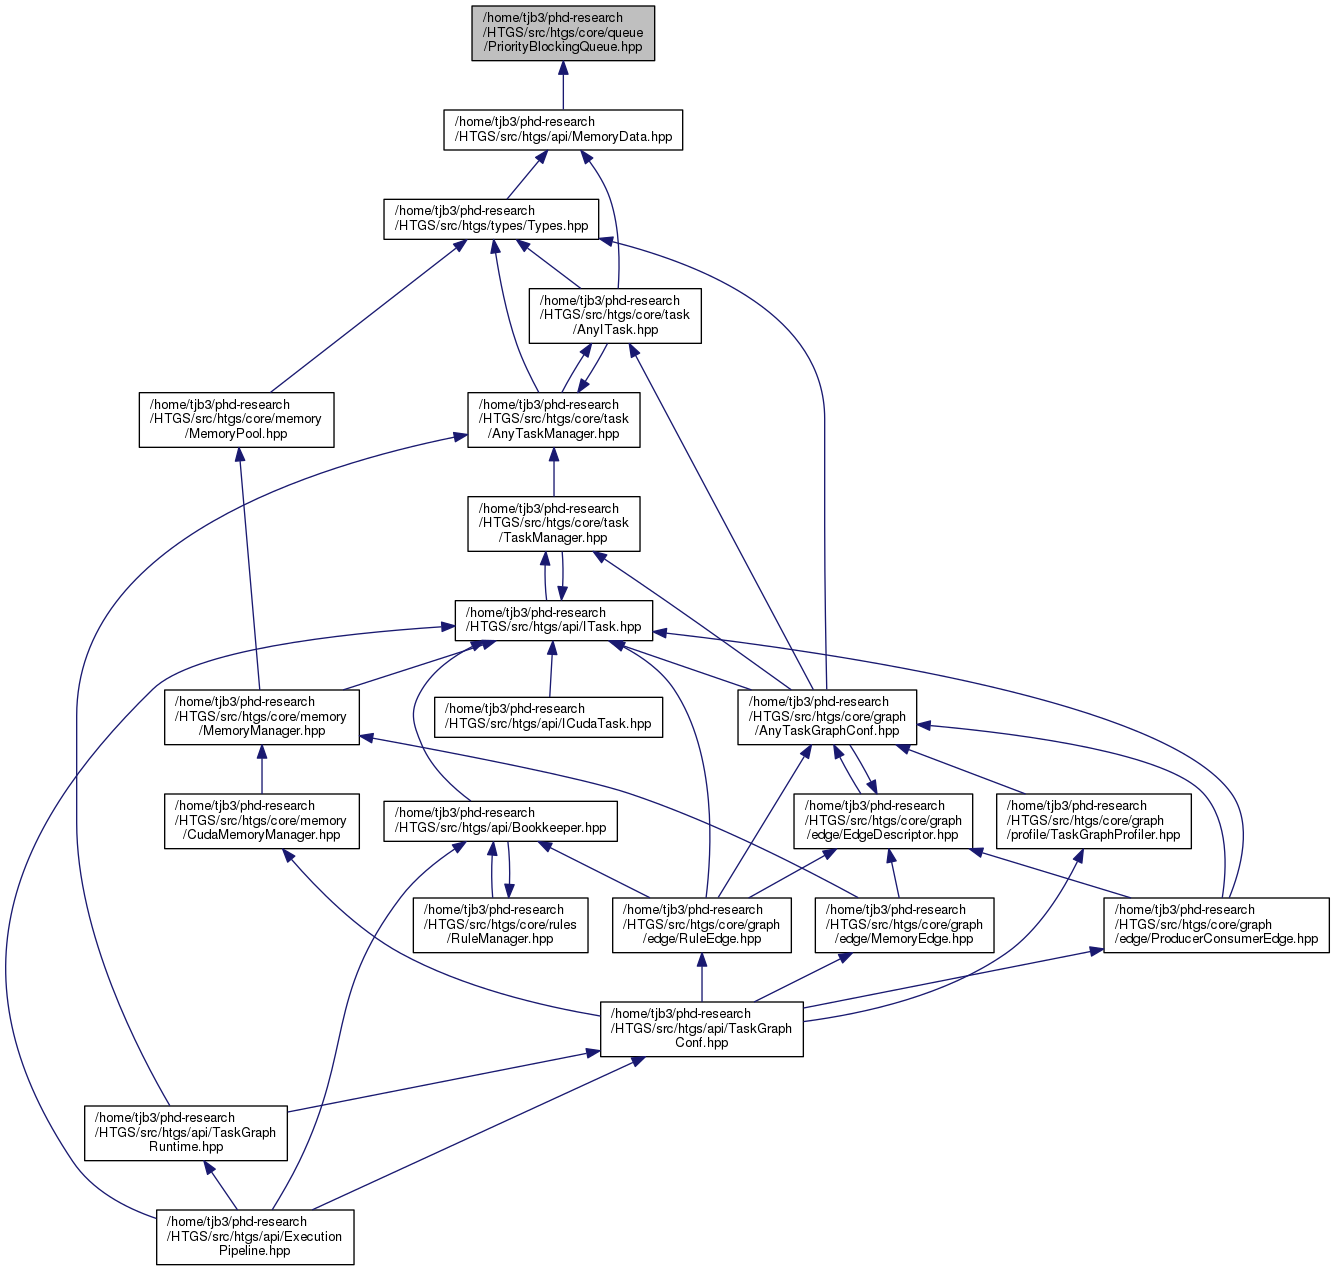 /home/tjb3/phd-research
/HTGS/src/htgs/core/queue
/PriorityBlockingQueue.hpp
/home/tjb3/phd-research
/HTGS/src/htgs/api/MemoryData.hpp
/home/tjb3/phd-research
/HTGS/src/htgs/types/Types.hpp
/home/tjb3/phd-research
/HTGS/src/htgs/core/task
/AnyITask.hpp
/home/tjb3/phd-research
/HTGS/src/htgs/core/memory
/MemoryPool.hpp
/home/tjb3/phd-research
/HTGS/src/htgs/core/task
/AnyTaskManager.hpp
/home/tjb3/phd-research
/HTGS/src/htgs/core/task
/TaskManager.hpp
/home/tjb3/phd-research
/HTGS/src/htgs/api/ITask.hpp
/home/tjb3/phd-research
/HTGS/src/htgs/core/memory
/MemoryManager.hpp
/home/tjb3/phd-research
/HTGS/src/htgs/api/ICudaTask.hpp
/home/tjb3/phd-research
/HTGS/src/htgs/core/graph
/AnyTaskGraphConf.hpp
/home/tjb3/phd-research
/HTGS/src/htgs/core/memory
/CudaMemoryManager.hpp
/home/tjb3/phd-research
/HTGS/src/htgs/api/Bookkeeper.hpp
/home/tjb3/phd-research
/HTGS/src/htgs/core/graph
/edge/EdgeDescriptor.hpp
/home/tjb3/phd-research
/HTGS/src/htgs/core/graph
/profile/TaskGraphProfiler.hpp
/home/tjb3/phd-research
/HTGS/src/htgs/core/rules
/RuleManager.hpp
/home/tjb3/phd-research
/HTGS/src/htgs/core/graph
/edge/RuleEdge.hpp
/home/tjb3/phd-research
/HTGS/src/htgs/core/graph
/edge/MemoryEdge.hpp
/home/tjb3/phd-research
/HTGS/src/htgs/core/graph
/edge/ProducerConsumerEdge.hpp
/home/tjb3/phd-research
/HTGS/src/htgs/api/TaskGraph
Conf.hpp
/home/tjb3/phd-research
/HTGS/src/htgs/api/TaskGraph
Runtime.hpp
/home/tjb3/phd-research
/HTGS/src/htgs/api/Execution
Pipeline.hpp